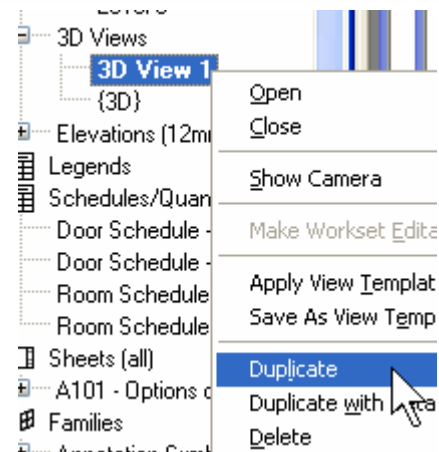 3D Views
3D View 1
{3D}
Elevations (12m
Legends
Schedules/Quan
Door Schedule -
Door Schedule -
Room Schedule
Room Schedule
Sheets (all)
A101 - Options
Families
Open
Close
Show Camera
Make Workset Edita
Apply View Templat
Save As View Temp
Duplicate
Duplicate with
Delete